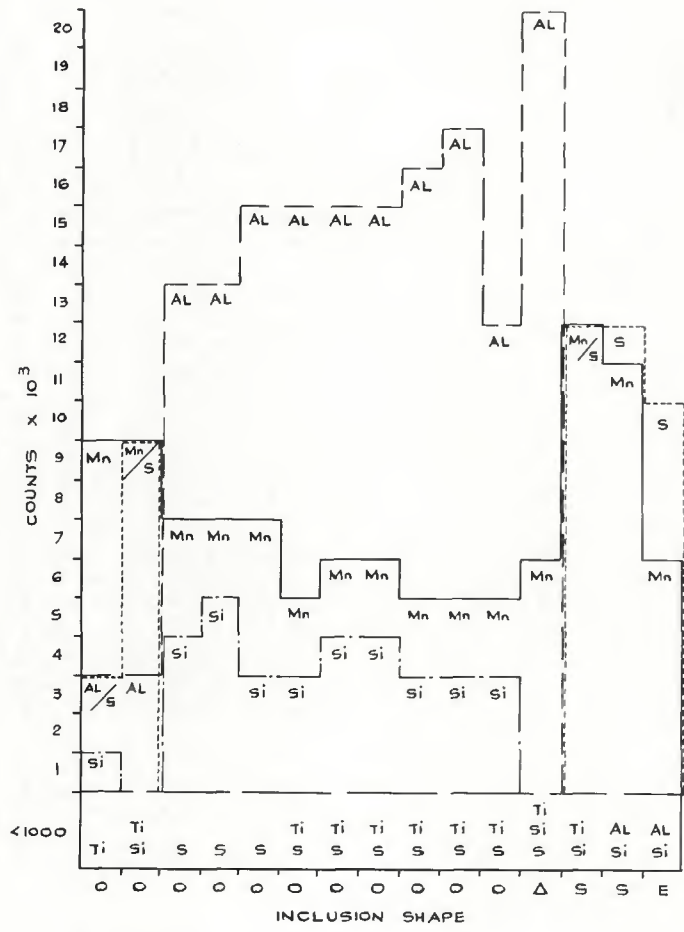 20 AL
19
18
17 AL
16 AL
15 AL AL AL AL
14
13 AL AL
12 AL Mn/S S
11 Mn
10 S
9 Mn Mn/S
8
7 Mn Mn Mn
6 Mn Mn Mn Mn
5 Si Mn Mn Mn Mn
4 Si Si Si
3 AL/S AL Si Si Si Si Si
2
1 Si
COUNTS X 10³
Ti
<1000 Ti Ti Ti Ti Ti Ti Ti Si Ti AL AL
Ti Si S S S S S S S S S S Si Si Si
O O O O O O O O O O O Δ S S E
INCLUSION SHAPE